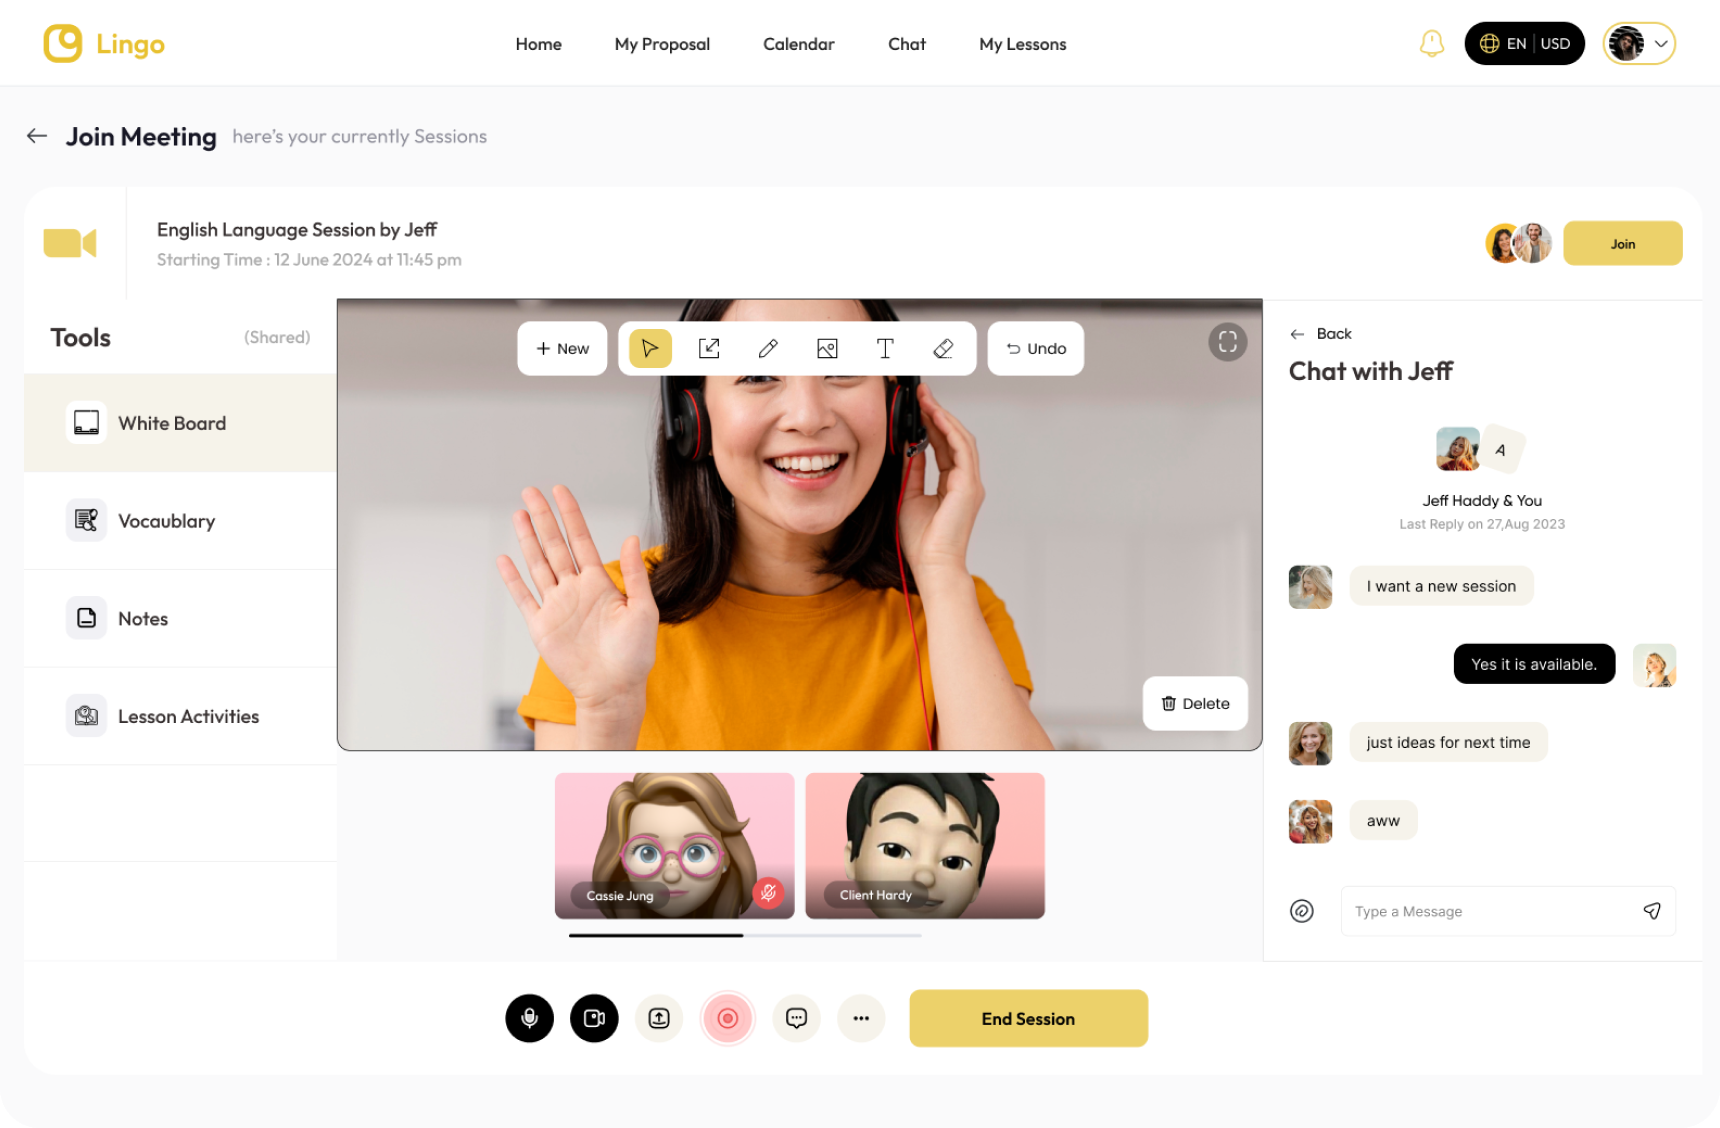 Lingo
Home
My Proposal
Calendar
Chat
My Lessons
EN
USD
Join Meeting
here's your currently Sessions
English Language Session by Jeff
Starting Time : 12 June 2024 at 11:45 pm
Join
Tools
(Shared)
White Board
Vocaublary
Notes
Lesson Activities
New
T
Undo
Delete
Cassie Jung
Client Hardy
Back
Chat with Jeff
A
Jeff Haddy & You
Last Reply on 27,Aug 2023
I want a new session
Yes it is available.
just ideas for next time
aww
Type a Message
End Session